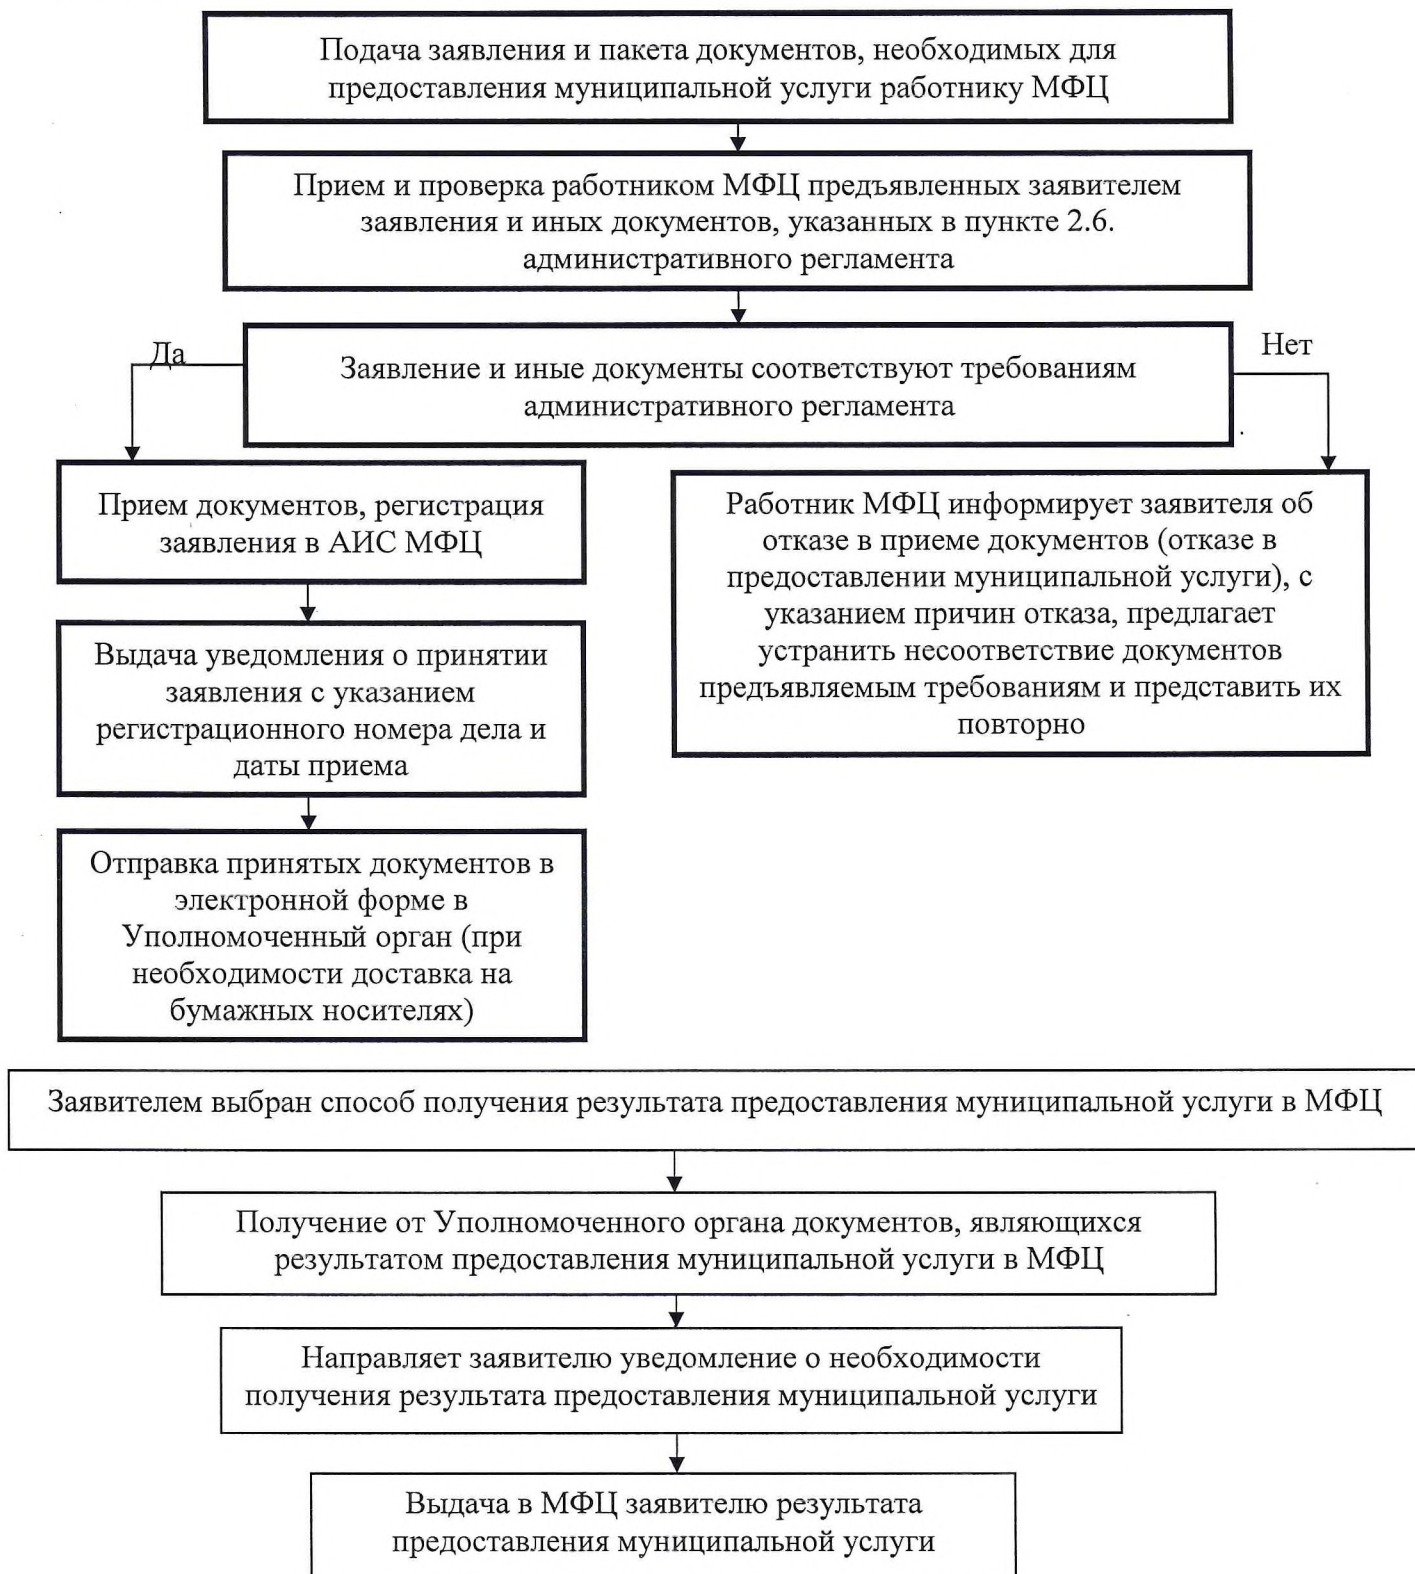 Подача заявления и пакета документов, необходимых для
предоставления муниципальной услуги работнику МФЦ
Прием и проверка работником МФЦ предъявленных заявителем
заявления и иных документов, указанных в пункте 2.6.
административного регламента
Да
Нет
Заявление и иные документы соответствуют требованиям
административного регламента
Прием документов, регистрация
заявления в АИС МФЦ
Выдача уведомления о принятии
заявления с указанием
регистрационного номера дела и
даты приема
Отправка принятых документов в
электронной форме в
Уполномоченный орган (при
необходимости доставка на
бумажных носителях)
Работник МФЦ информирует заявителя об
отказе в приеме документов (отказе в
предоставлении муниципальной услуги), с
указанием причин отказа, предлагает
устранить несоответствие документов
предъявляемым требованиям и представить их
повторно
Заявителем выбран способ получения результата предоставления муниципальной услуги в МФЦ
Получение от Уполномоченного органа документов, являющихся
результатом предоставления муниципальной услуги в МФЦ
Направляет заявителю уведомление о необходимости
получения результата предоставления муниципальной услуги
Выдача в МФЦ заявителю результата
предоставления муниципальной услуги